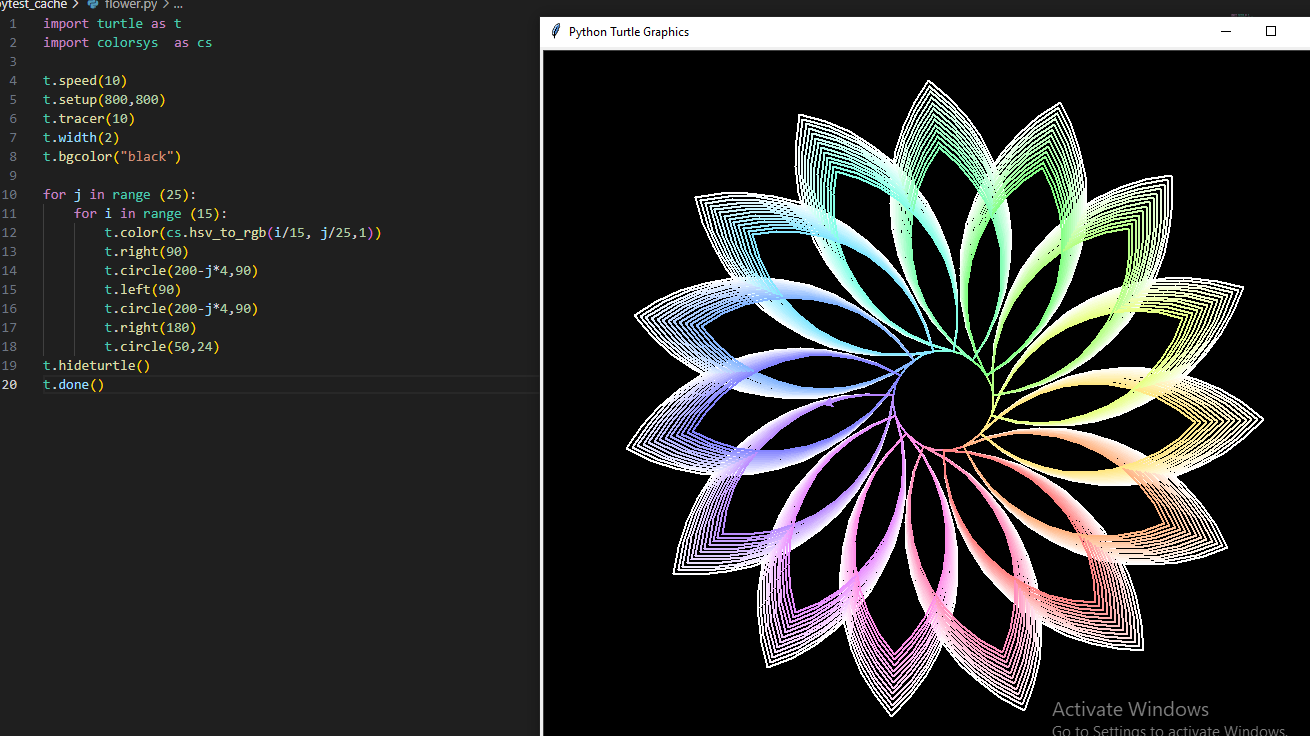 ytest_cache > flower.py > ...
1 import turtle as t
2 import colorsys  as cs
3
4 t.speed(10)
5 t.setup(800,800)
6 t.tracer(10)
7 t.width(2)
8 t.bgcolor("black")
9
10 for j in range (25):
11     for i in range (15):
12         t.color(cs.hsv_to_rgb(i/15, j/25,1))
13         t.right(90)
14         t.circle(200-j*4,90)
15         t.left(90)
16         t.circle(200-j*4,90)
17         t.right(180)
18         t.circle(50,24)
19 t.hideturtle()
20 t.done()
Python Turtle Graphics
Activate Windows
Go to Settings to activate Windows.